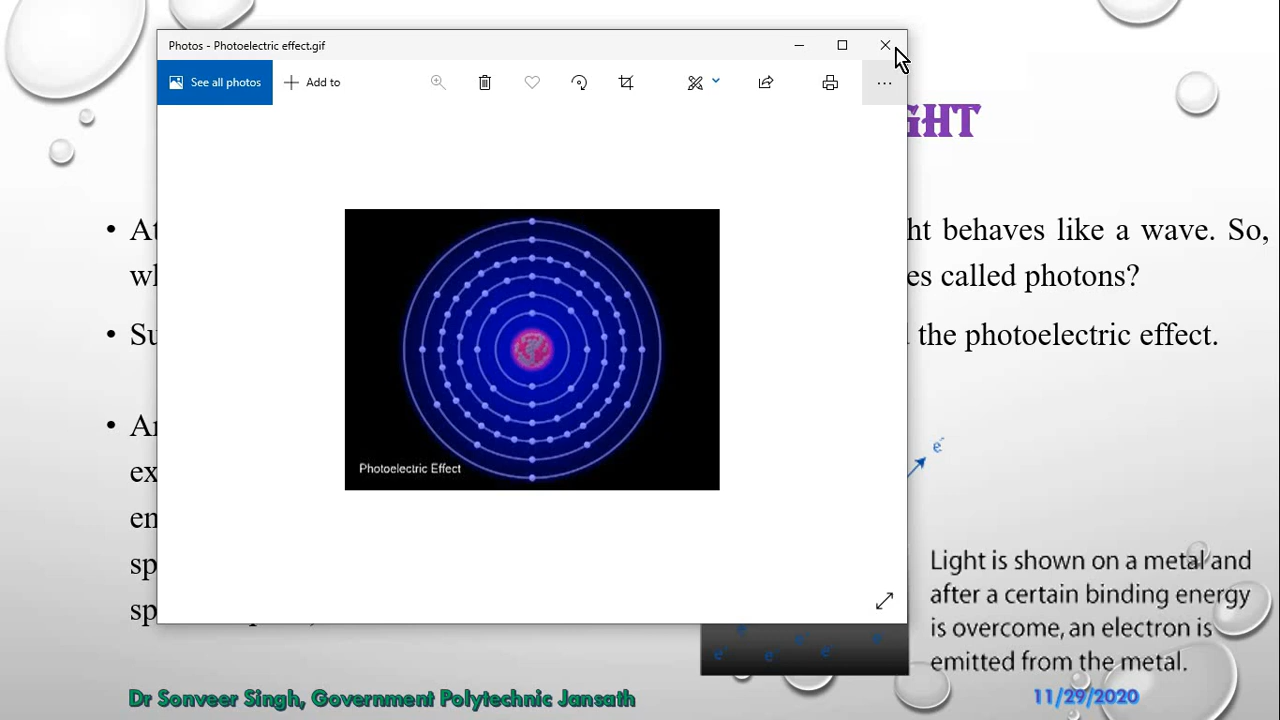 Photos - Photoelectric effect.gif
See all photos
Add to
GHT
At ht behaves like a wave. So,
wh es called photons?
Su the photoelectric effect.
Ar
e-
ex
en
Photoelectric Effect
sp
sp
Light is shown on a metal and
after a certain binding energy
is overcome, an electron is
emitted from the metal.
e- e- e- e- e- e-
Dr Sonveer Singh, Government Polytechnic Jansath
11/29/2020